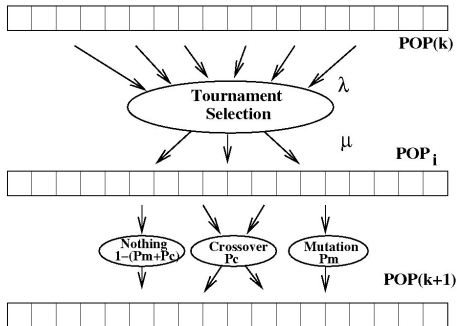 POP(k)
λ
Tournament
Selection
μ
POP i
Nothing
1-(Pm+Pc)
Crossover
Pc
Mutation
Pm
POP(k+1)